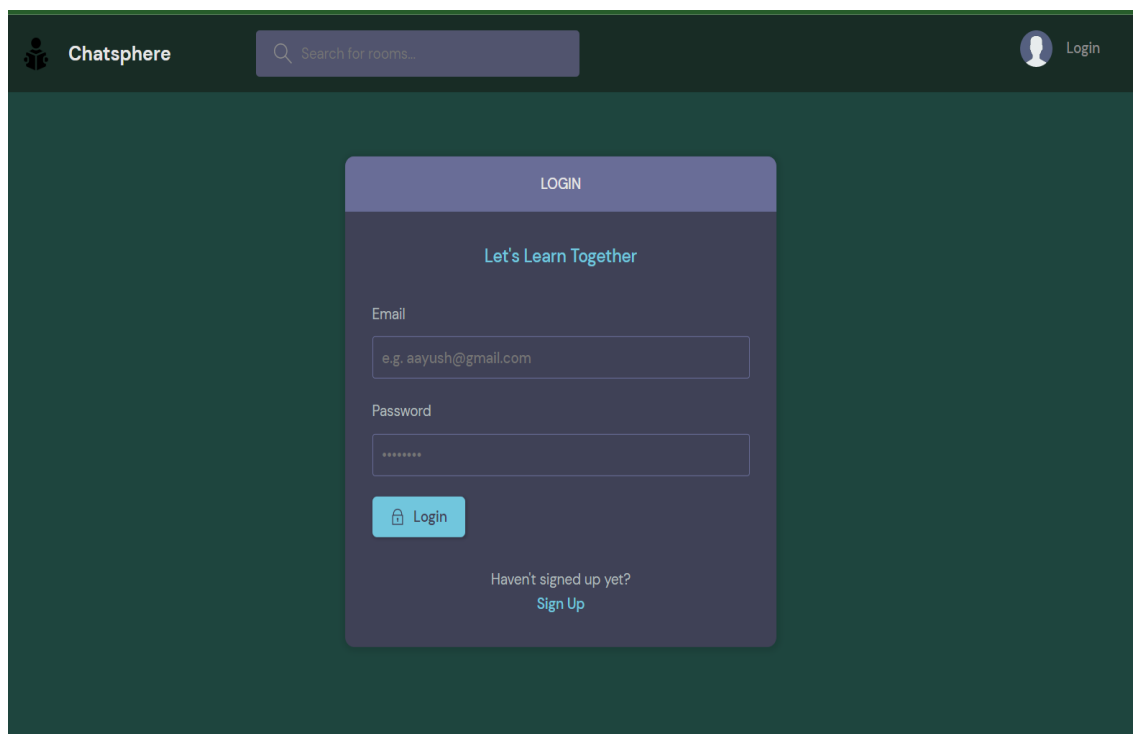 Chatsphere
Search for rooms...
Login
LOGIN
Let's Learn Together
Email
e.g. aayush@gmail.com
Password
••••••••
Login
Haven't signed up yet?
Sign Up